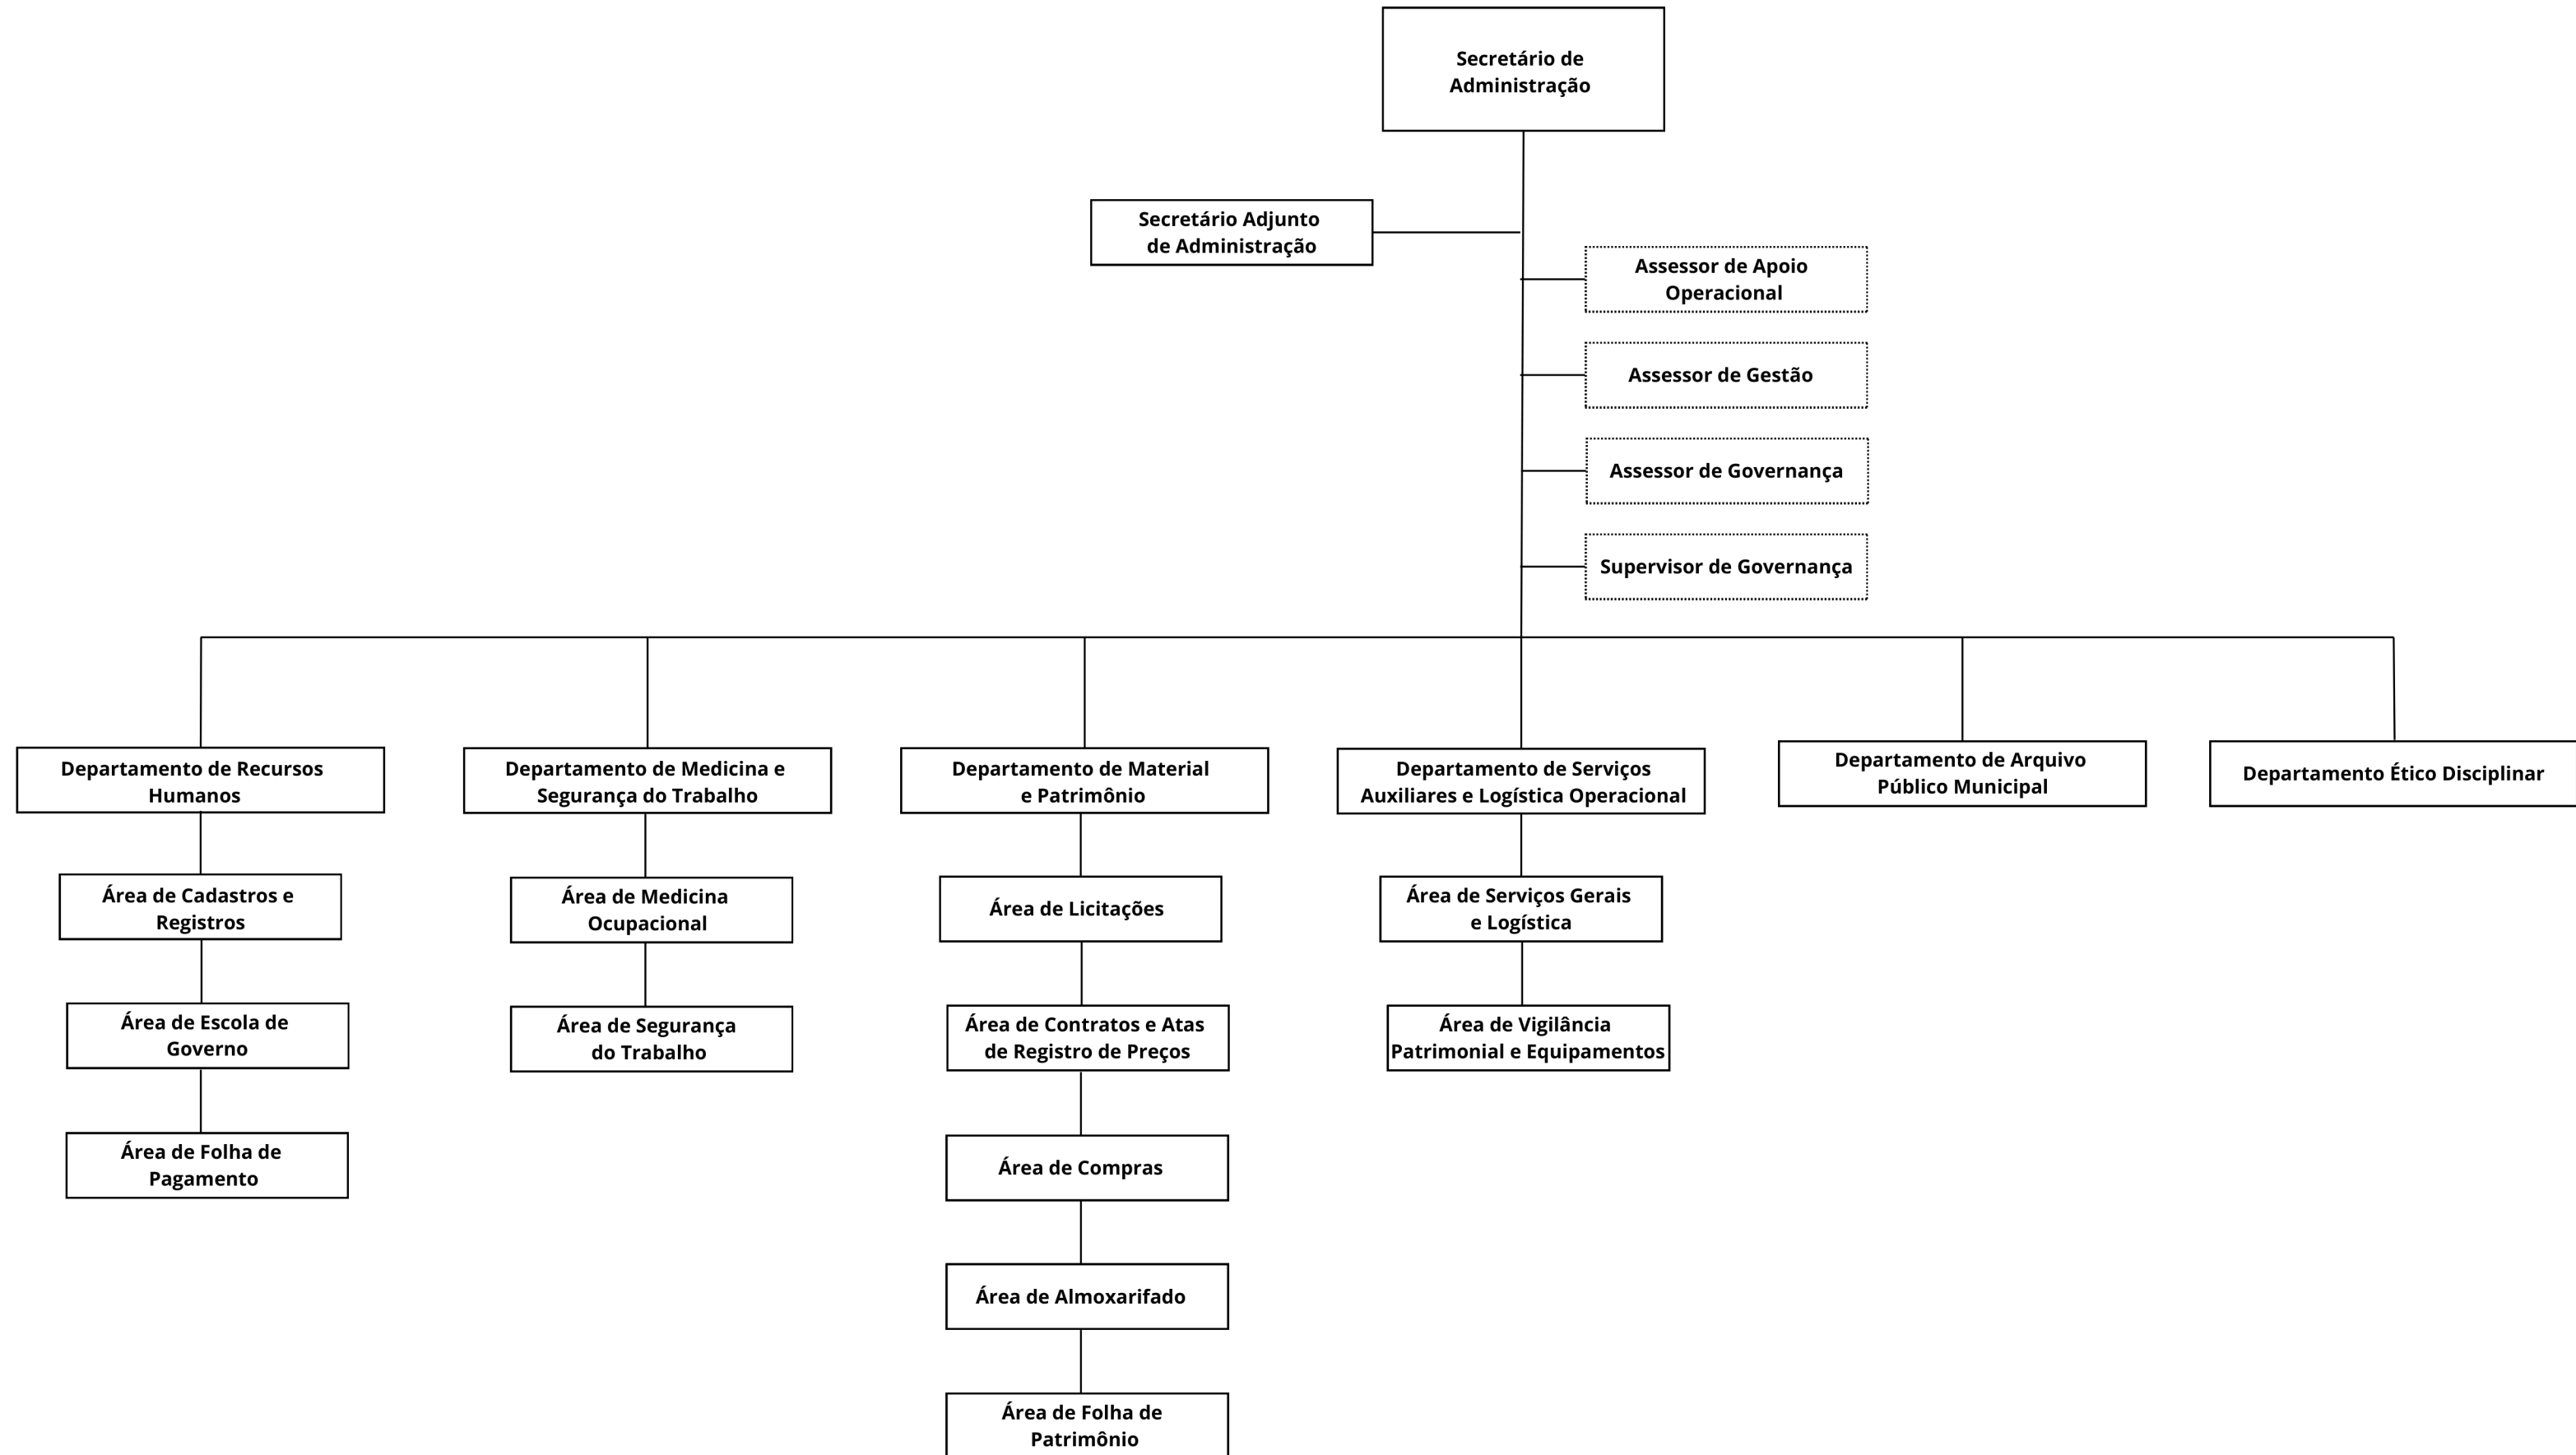 Secretário de
Administração
Secretário Adjunto
de Administração
Assessor de Apoio
Operacional
Assessor de Gestão
Assessor de Governança
Supervisor de Governança
Departamento de Recursos
Humanos
Departamento de Medicina e
Segurança do Trabalho
Departamento de Material
e Patrimônio
Departamento de Serviços
Auxiliares e Logística Operacional
Departamento de Arquivo
Público Municipal
Departamento Ético Disciplinar
Área de Cadastros e
Registros
Área de Medicina
Ocupacional
Área de Licitações
Área de Serviços Gerais
e Logística
Área de Escola de
Governo
Área de Segurança
do Trabalho
Área de Contratos e Atas
de Registro de Preços
Área de Vigilância
Patrimonial e Equipamentos
Área de Folha de
Pagamento
Área de Compras
Área de Almoxarifado
Área de Folha de
Patrimônio